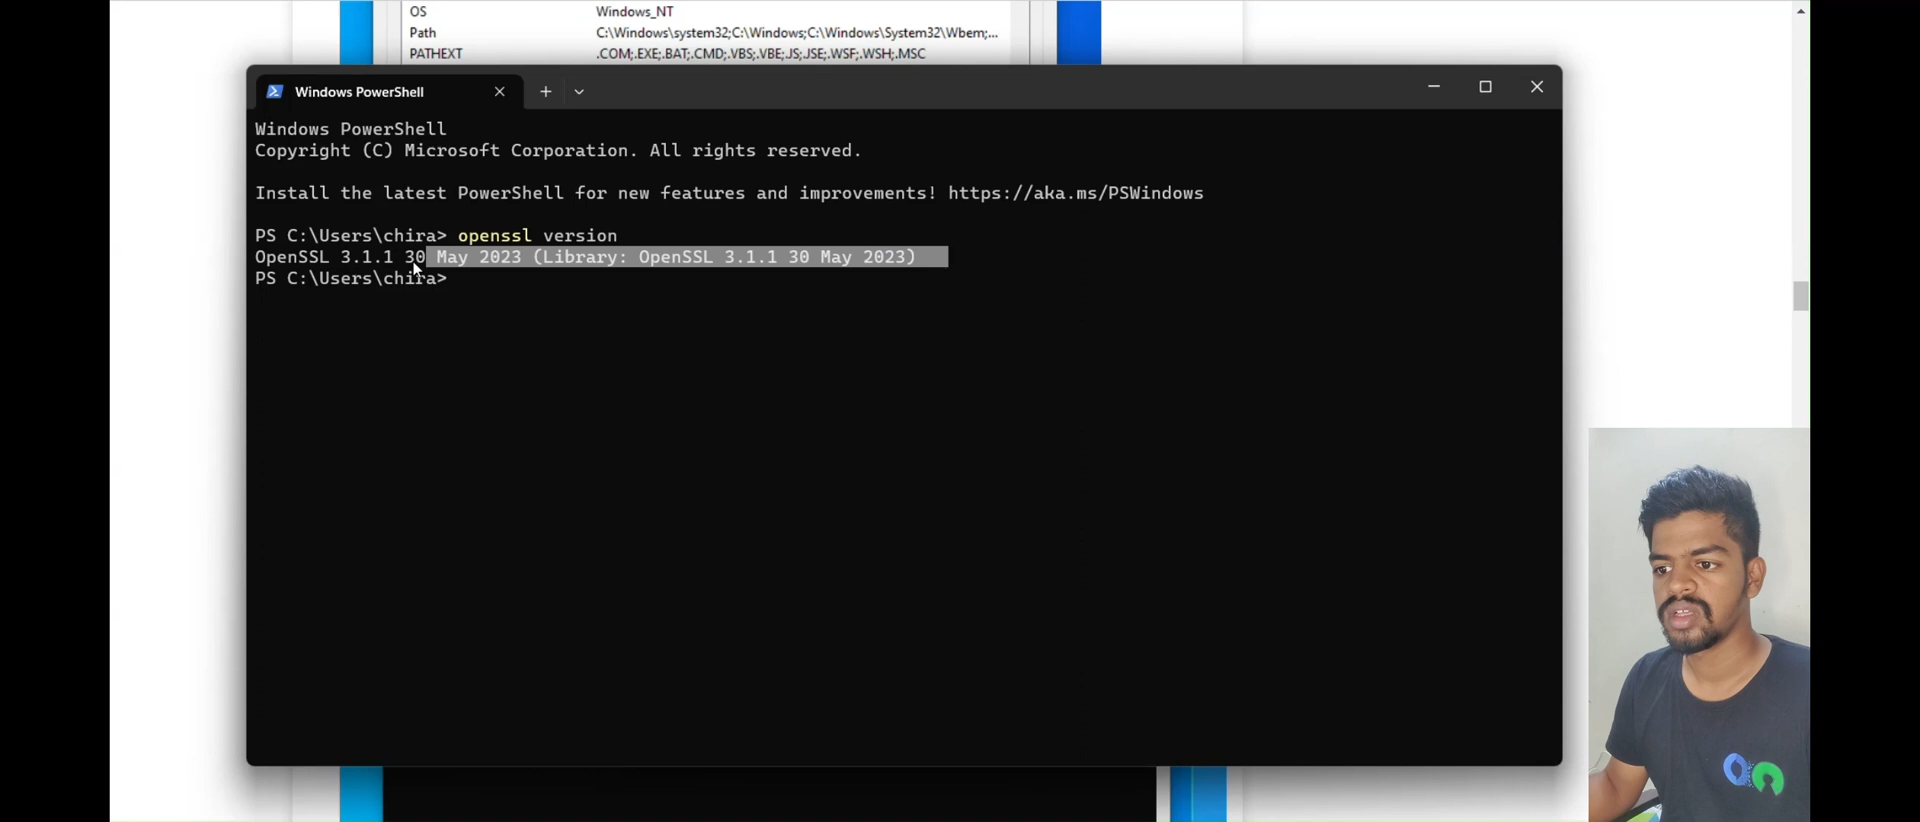 OS Windows_NT
Path C:\Windows\system32;C:\Windows;C:\Windows\System32\Wbem;...
PATHEXT .COM;.EXE;.BAT;.CMD;.VBS;.VBE;.JS;.JSE;.WSF;.WSH;.MSC
Windows PowerShell
Windows PowerShell
Copyright (C) Microsoft Corporation. All rights reserved.
Install the latest PowerShell for new features and improvements! https://aka.ms/PSWindows
PS C:\Users\chira> openssl version
OpenSSL 3.1.1 30 May 2023 (Library: OpenSSL 3.1.1 30 May 2023)
PS C:\Users\chira>